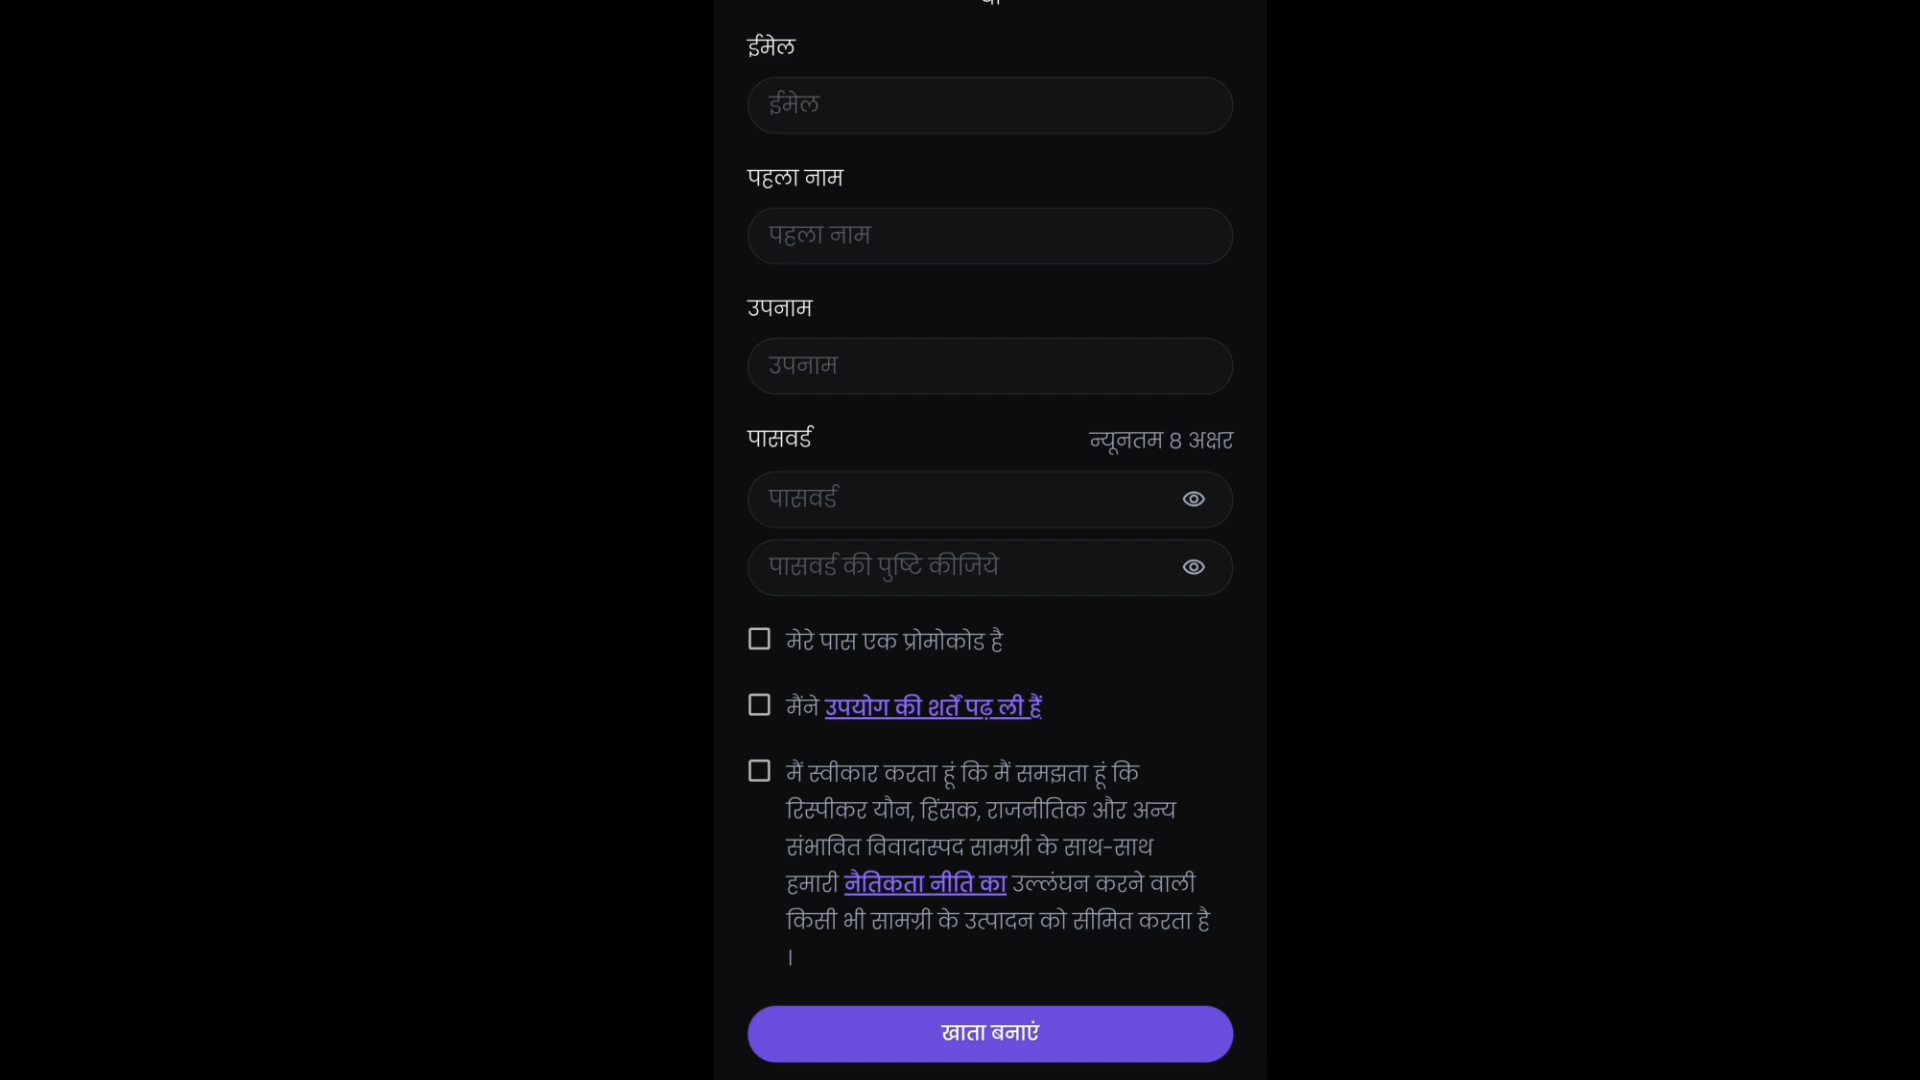 ईमेल
ईमेल
पहला नाम
पहला नाम
उपनाम
उपनाम
पासवर्ड
न्यूनतम 8 अक्षर
पासवर्ड
पासवर्ड की पुष्टि कीजिये
मेरे पास एक प्रोमोकोड है
मैंने उपयोग की शर्तें पढ़ ली हैं
मैं स्वीकार करता हूं कि मैं समझता हूं कि
रिस्पीकर यौन, हिंसक, राजनीतिक और अन्य
संभावित विवादास्पद सामग्री के साथ-साथ
हमारी नैतिकता नीति का उल्लंघन करने वाली
किसी भी सामग्री के उत्पादन को सीमित करता है
।
खाता बनाएं